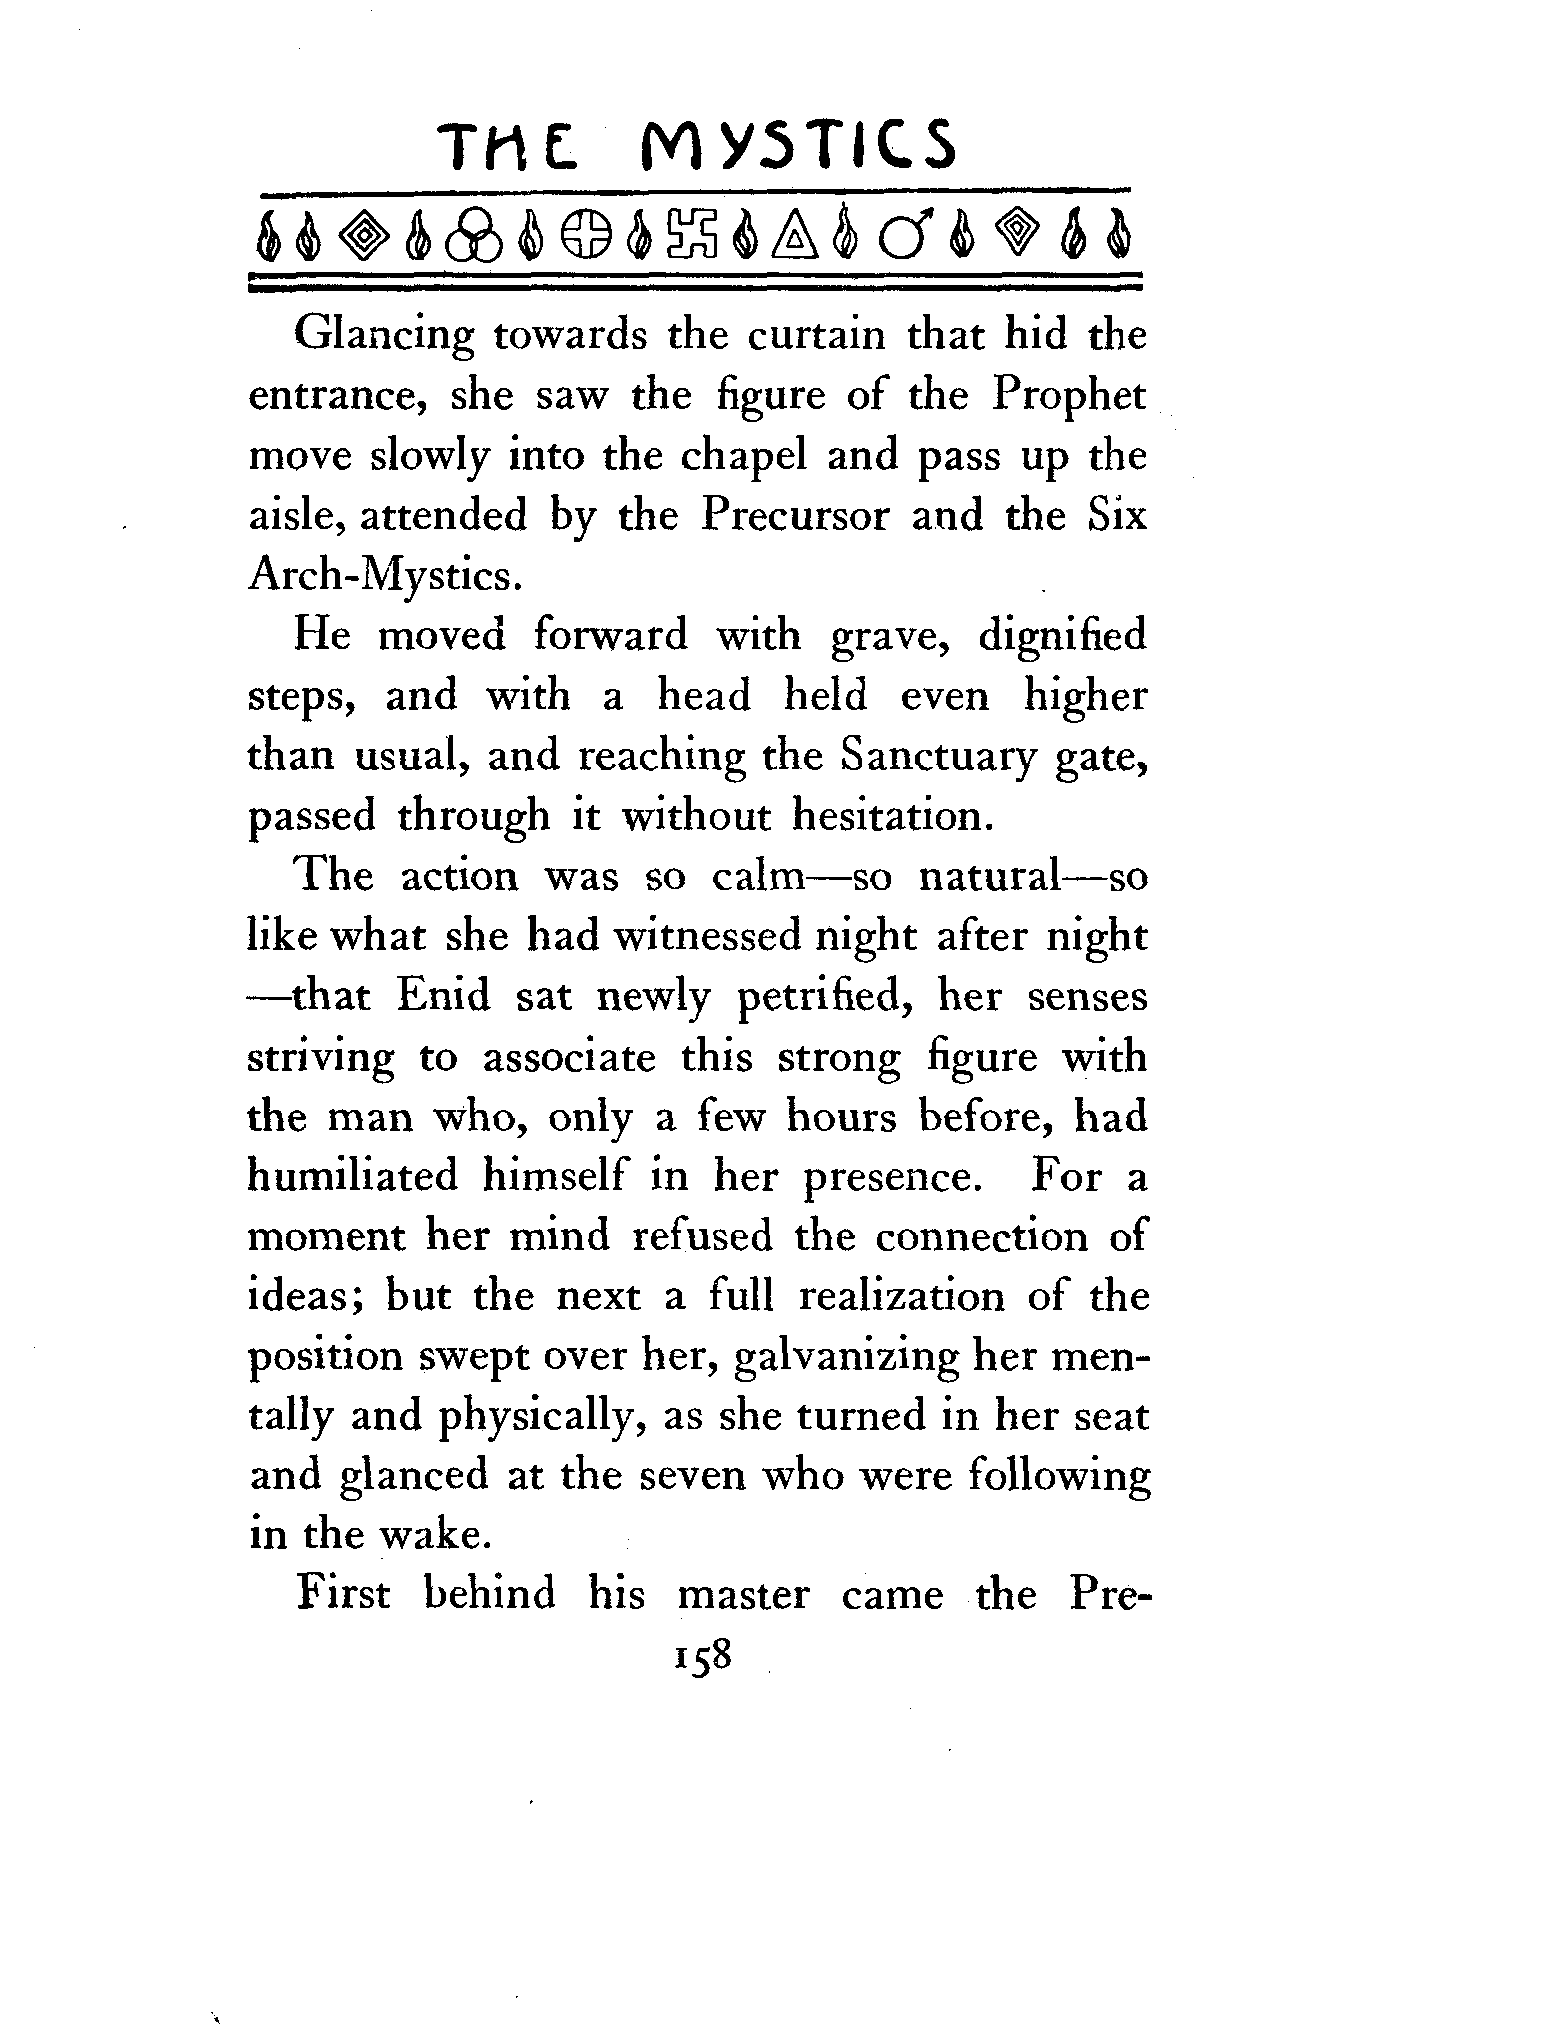 THE MYSTICS
Glancing towards the curtain that hid the
entrance, she saw the figure of the Prophet
move slowly into the chapel and pass up the
aisle, attended by the Precursor and the Six
Arch-Mystics.
He moved forward with grave, dignified
steps, and with a head held even higher
than usual, and reaching the Sanctuary gate,
passed through it without hesitation.
The action was so calm—so natural—so
like what she had witnessed night after night
—that Enid sat newly petrified, her senses
striving to associate this strong figure with
the man who, only a few hours before, had
humiliated himself in her presence. For a
moment her mind refused the connection of
ideas; but the next a full realization of the
position swept over her, galvanizing her men-
tally and physically, as she turned in her seat
and glanced at the seven who were following
in the wake.
First behind his master came the Pre-
158